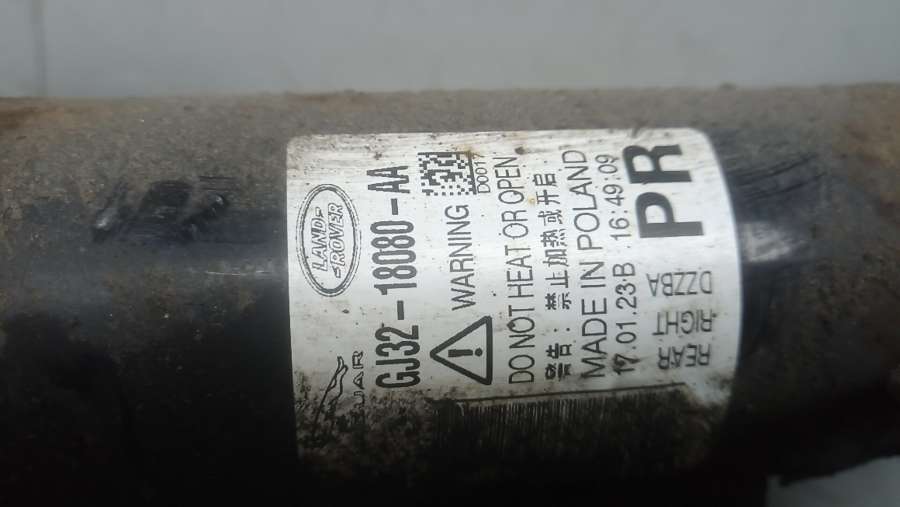 LAND
ROVER
GJ32-18080-AA
D0017
WARNING
DO NOT HEAT OR OPEN
警告：禁止加热或开启
MADE IN POLAND
17.01.23 B 16:49:09
PR
REAR
RIGHT
DZZBA